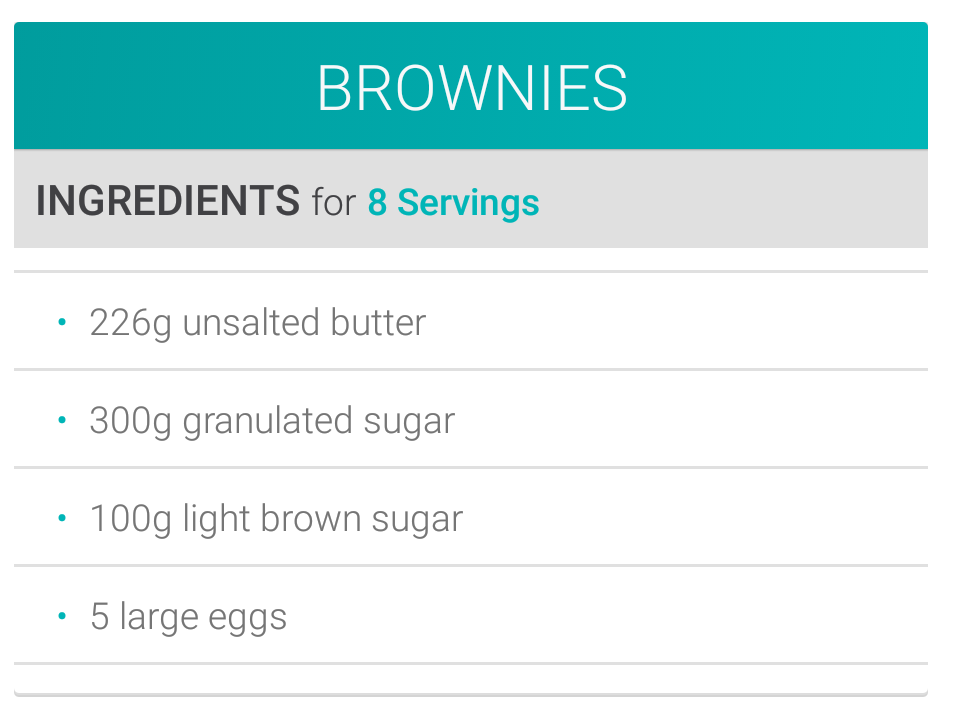 BROWNIES
INGREDIENTS for 8 Servings
• 226g unsalted butter
• 300g granulated sugar
• 100g light brown sugar
• 5 large eggs